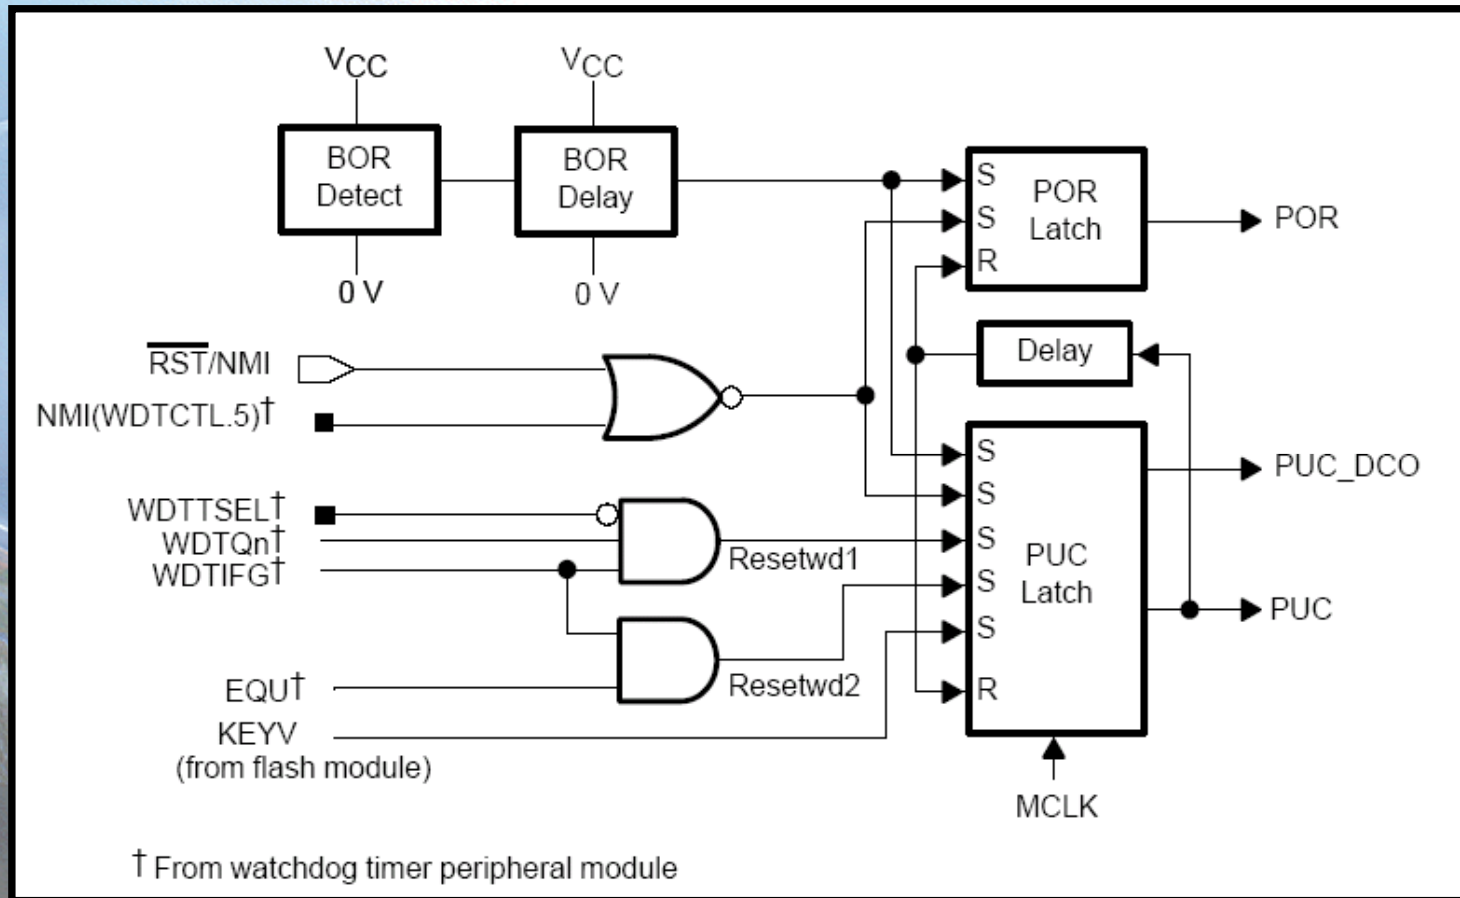 VCC
VCC
BOR
Detect
BOR
Delay
0 V
0 V
S
S
R
POR
Latch
POR
RST/NMI
NMI(WDTCTL.5)†
Delay
WDTTSEL†
WDTQn†
WDTIFG†
Resetwd1
EQU†
Resetwd2
KEYV
(from flash module)
S
S
S
S
S
R
PUC
Latch
PUC_DCO
PUC
MCLK
† From watchdog timer peripheral module